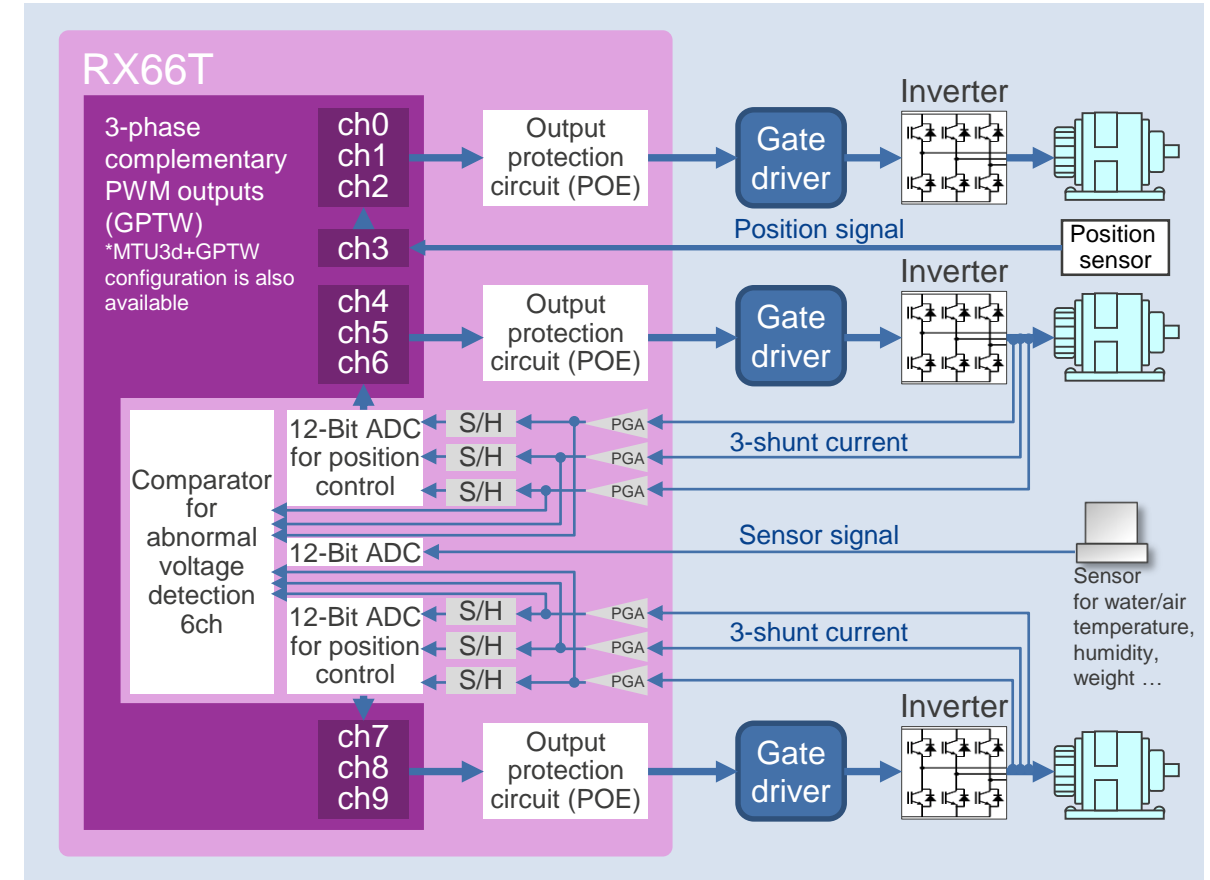 RX66T
3-phase
complementary
PWM outputs
(GPTW)
*MTU3d+GPTW
configuration is also
available
ch0
ch1
ch2
Output
protection
circuit (POE)
Gate
driver
Inverter
ch3
Position signal
Position
sensor
ch4
ch5
ch6
Output
protection
circuit (POE)
Gate
driver
Inverter
Comparator
for
abnormal
voltage
detection
6ch
12-Bit ADC
for position
control
S/H
S/H
S/H
PGA
PGA
PGA
3-shunt current
12-Bit ADC
Sensor signal
Sensor
for water/air
temperature,
humidity,
weight …
12-Bit ADC
for position
control
S/H
S/H
S/H
PGA
PGA
PGA
3-shunt current
ch7
ch8
ch9
Output
protection
circuit (POE)
Gate
driver
Inverter